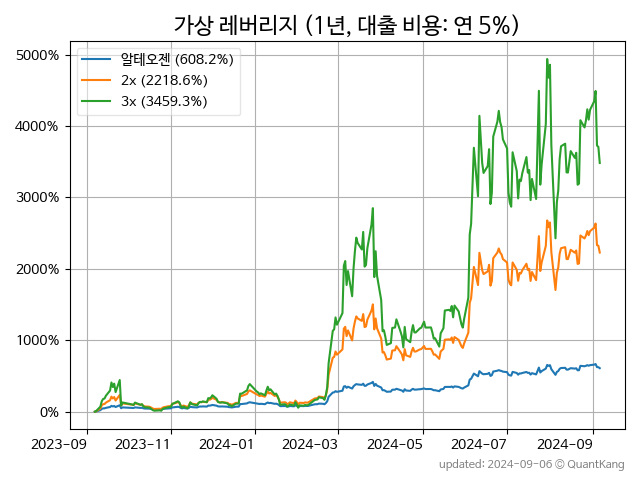 가상 레버리지 (1년, 대출 비용: 연 5%)
알테오젠 (608.2%)
2x (2218.6%)
3x (3459.3%)
5000%
4000%
3000%
2000%
1000%
0%
2023-09 2023-11 2024-01 2024-03 2024-05 2024-07 2024-09
updated: 2024-09-06 © QuantKang